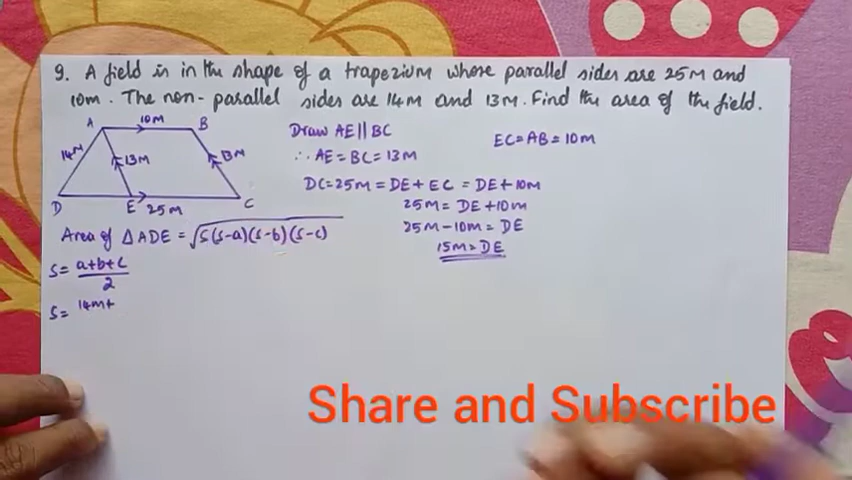 9. A field is in the shape of a trapezium whose parallel sides are 25M and
10m. The non-parallel sides are 14M and 13M. Find the area of the field.
A 10M B
14M 13M 13M
D E 25M C
Draw AE || BC
∴ AE = BC = 13M
EC = AB = 10M
DC = 25M = DE + EC = DE + 10M
25M = DE + 10M
25M - 10M = DE
15M = DE
Area of △ADE = √S(S-a)(S-b)(S-c)
S = a+b+c
2
S = 14M+
Share and Subscribe